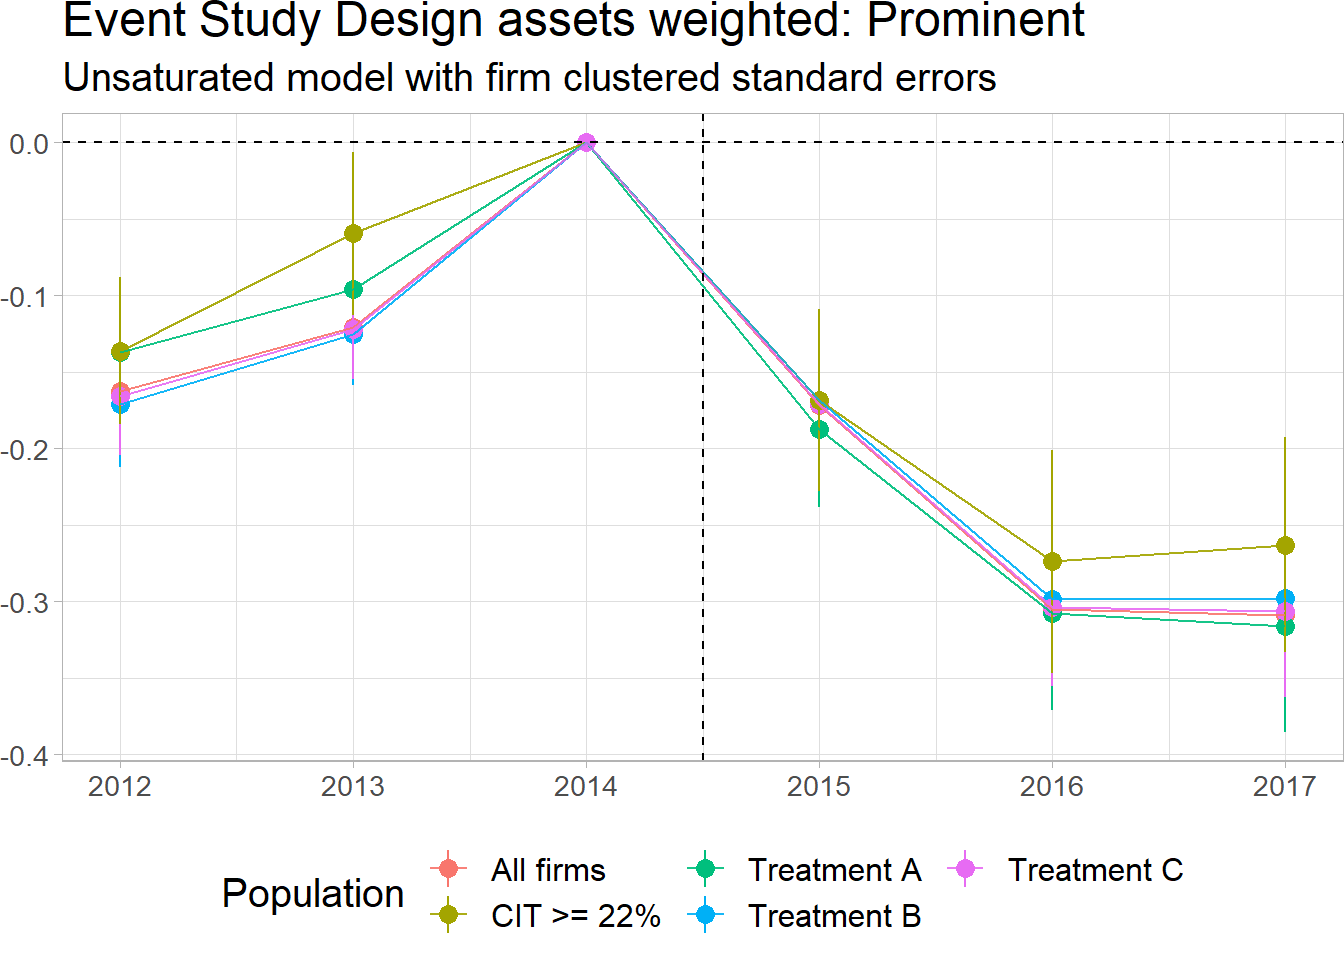 Event Study Design assets weighted: Prominent
Unsaturated model with firm clustered standard errors
0.0
-0.1
-0.2
-0.3
-0.4
2012 2013 2014 2015 2016 2017
Population
All firms Treatment A Treatment C
CIT >= 22% Treatment B